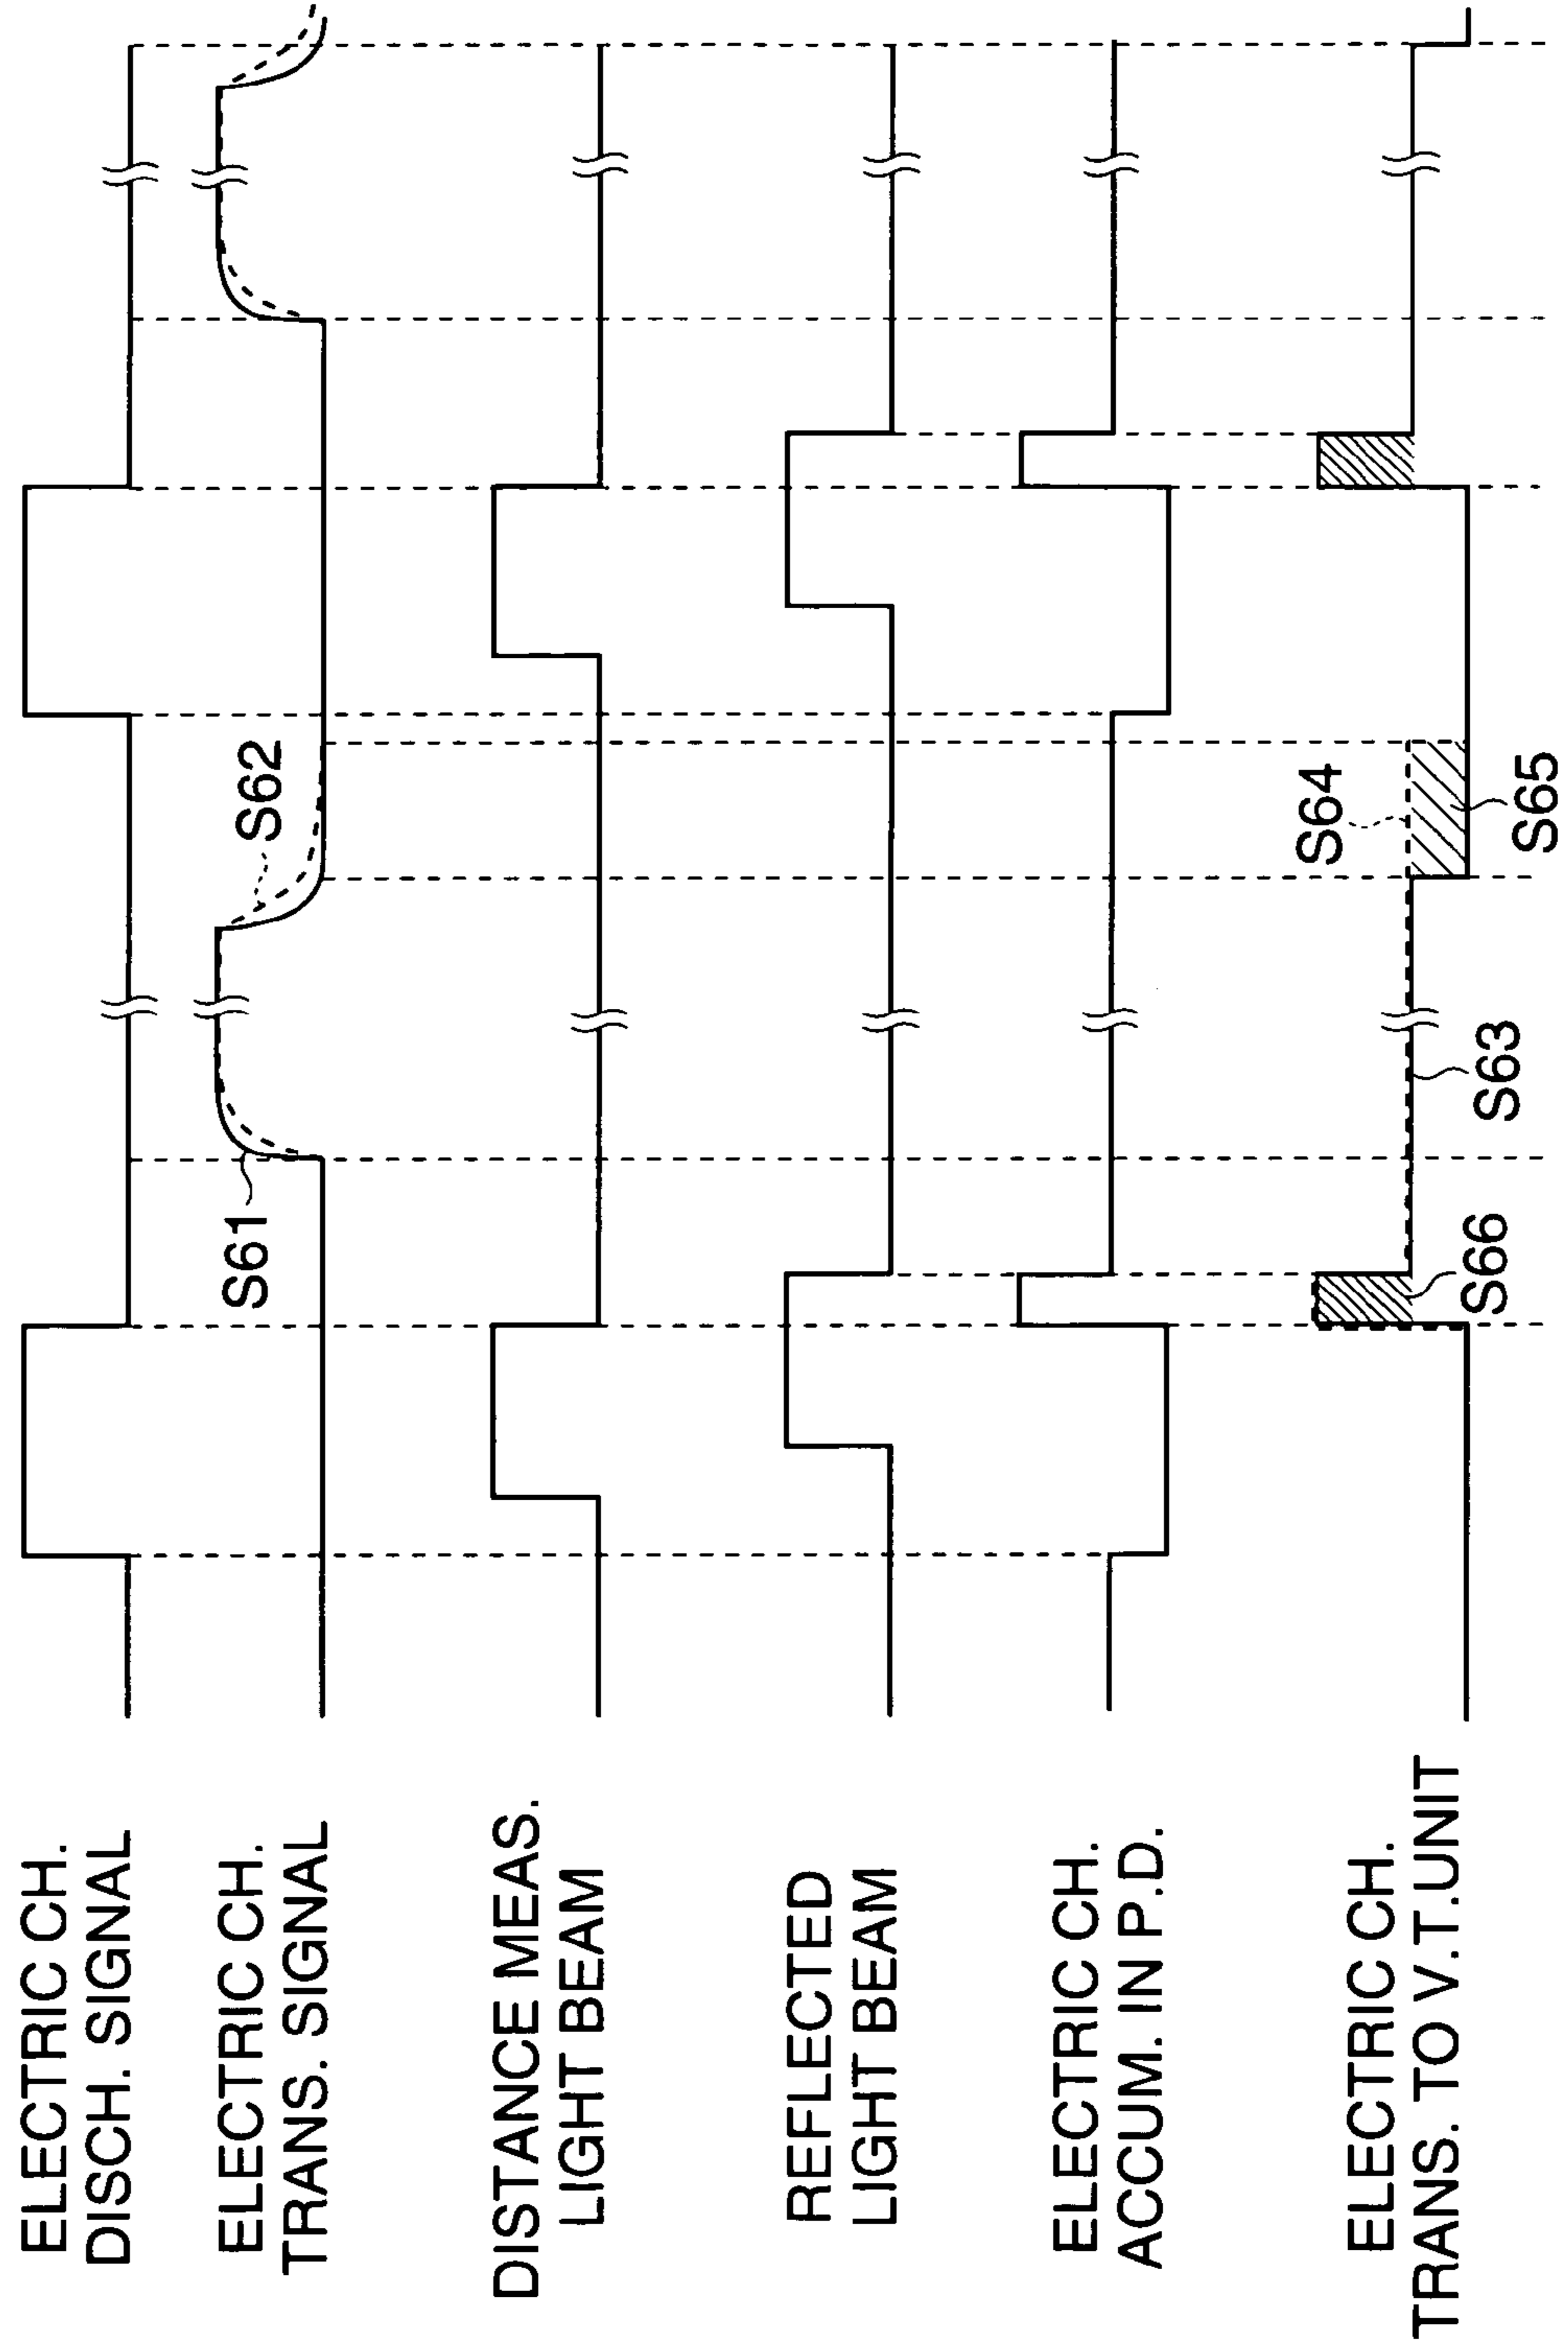 ELECTRIC CH.
DISCH. SIGNAL
ELECTRIC CH.
TRANS. SIGNAL
S61
S62
DISTANCE MEAS.
LIGHT BEAM
REFLECTED
LIGHT BEAM
ELECTRIC CH.
ACCUM. IN P.D.
ELECTRIC CH.
TRANS. TO V.T.UNIT
S66
S63
S64
S65